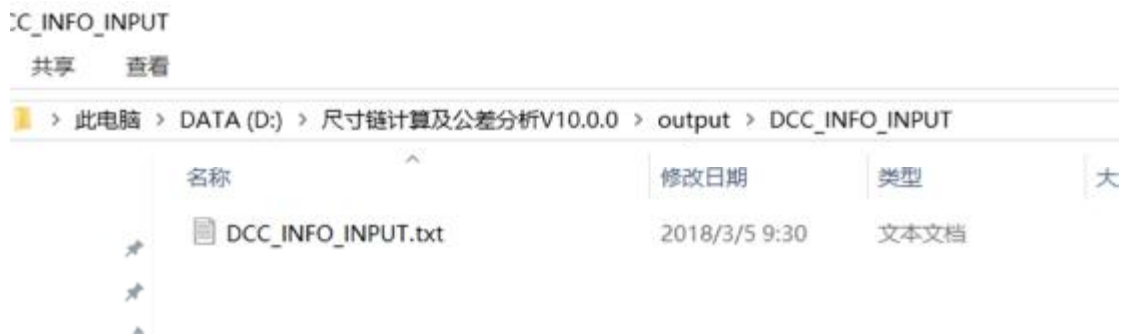 CC_INFO_INPUT
共享 查看
> 此电脑 > DATA (D:) > 尺寸链计算及公差分析V10.0.0 > output > DCC_INFO_INPUT
名称 修改日期 类型 大
DCC_INFO_INPUT.txt 2018/3/5 9:30 文本文档